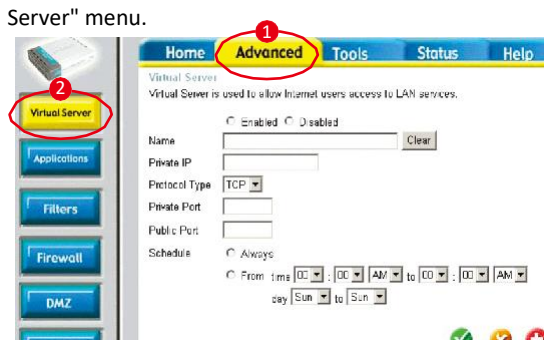 Server" menu.
1
Home Advanced Tools Status Help
Virtual Server
2
Virtual Server is used to allow Internet users access to LAN services.
Virtual Server
Enabled Disabled
Name Clear
Applications
Private IP
Protocol Type TCP
Filters
Private Port
Public Port
Firewall
Schedule Always
From time 00 : 00 AM to 00 : 00 AM
day Sun to Sun
DMZ